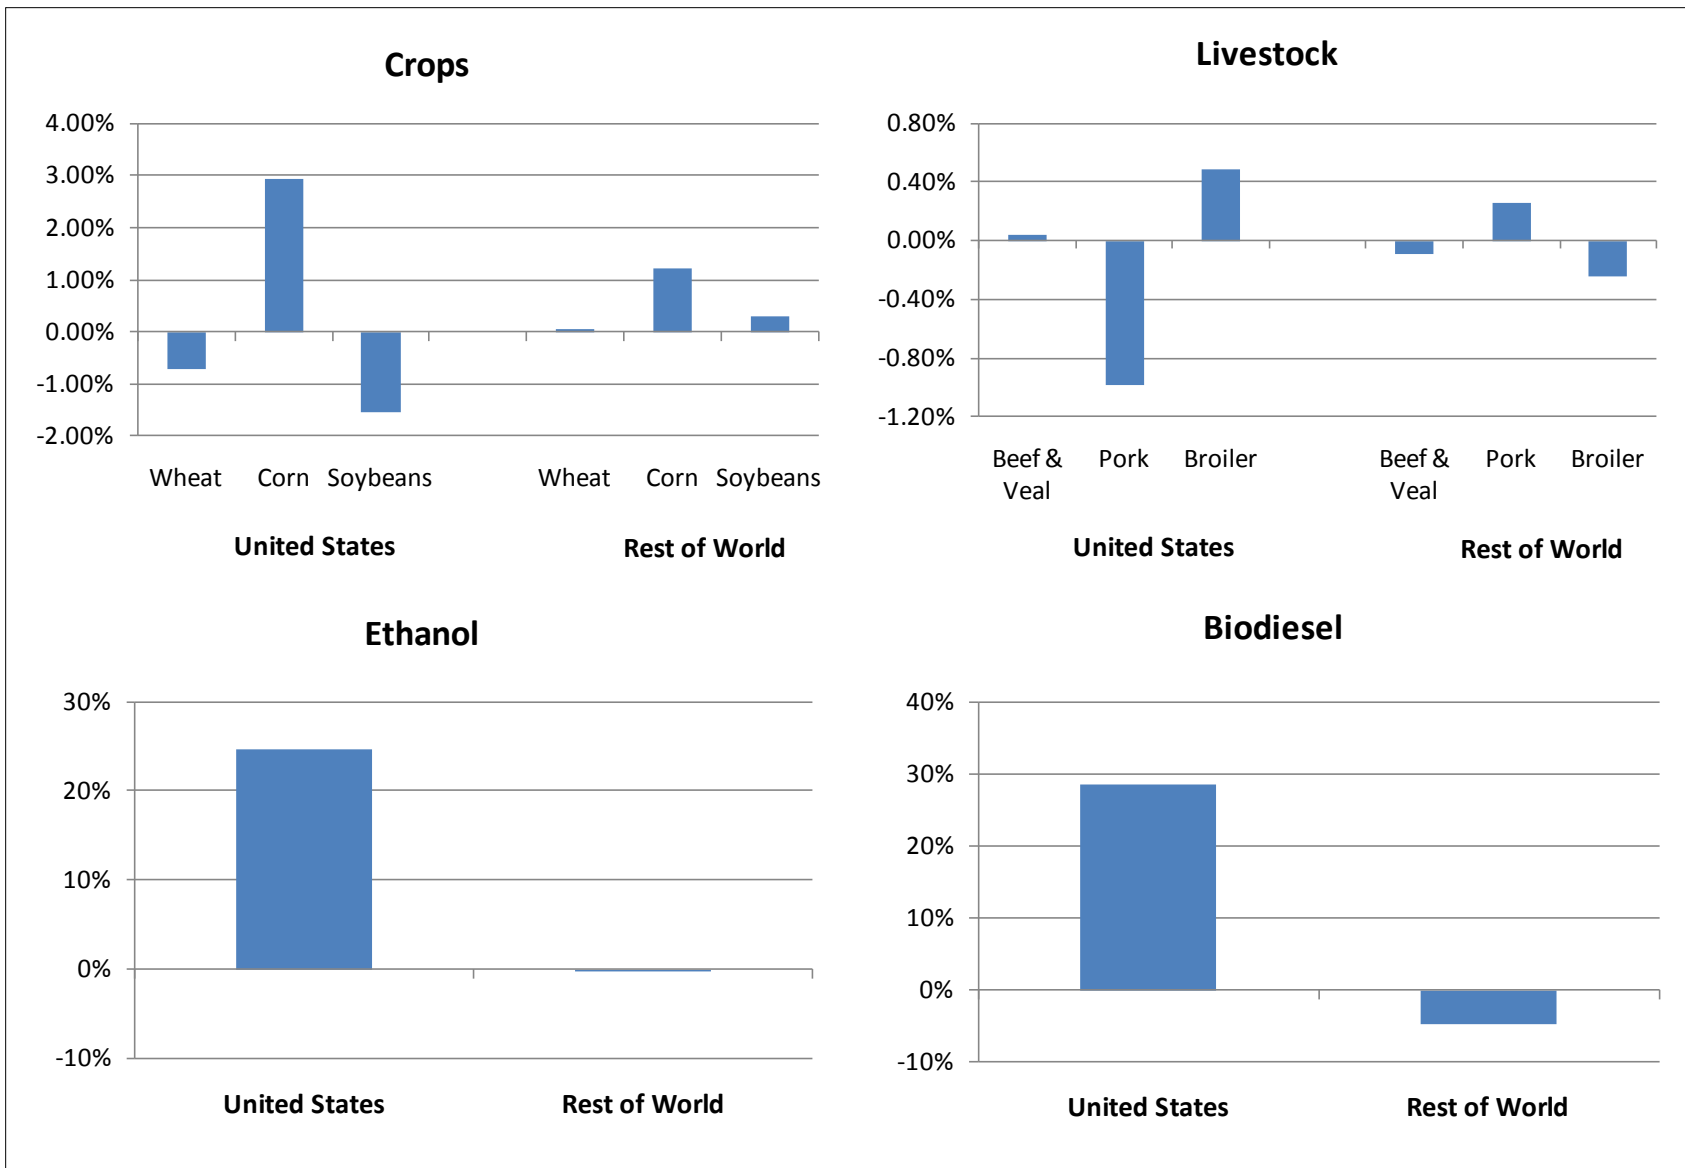 Crops
4.00%
3.00%
2.00%
1.00%
0.00%
-1.00%
-2.00%
Wheat Corn Soybeans Wheat Corn Soybeans
United States Rest of World
Livestock
0.80%
0.40%
0.00%
-0.40%
-0.80%
-1.20%
Beef & Pork Broiler Beef & Pork Broiler
Veal Veal
United States Rest of World
Ethanol
30%
20%
10%
0%
-10%
United States Rest of World
Biodiesel
40%
30%
20%
10%
0%
-10%
United States Rest of World